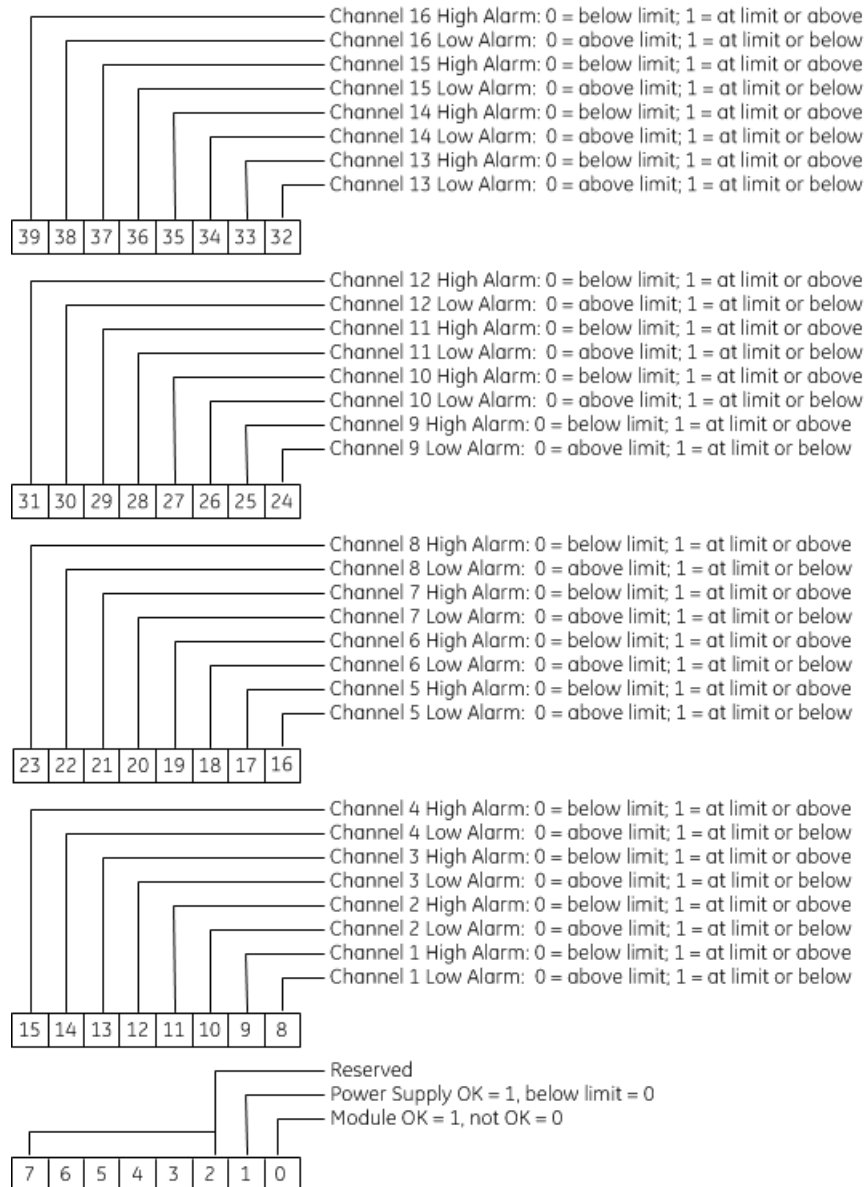 Channel 16 High Alarm: 0 = below limit; 1 = at limit or above
Channel 16 Low Alarm: 0 = above limit; 1 = at limit or below
Channel 15 High Alarm: 0 = below limit; 1 = at limit or above
Channel 15 Low Alarm: 0 = above limit; 1 = at limit or below
Channel 14 High Alarm: 0 = below limit; 1 = at limit or above
Channel 14 Low Alarm: 0 = above limit; 1 = at limit or below
Channel 13 High Alarm: 0 = below limit; 1 = at limit or above
Channel 13 Low Alarm: 0 = above limit; 1 = at limit or below
39 38 37 36 35 34 33 32
Channel 12 High Alarm: 0 = below limit; 1 = at limit or above
Channel 12 Low Alarm: 0 = above limit; 1 = at limit or below
Channel 11 High Alarm: 0 = below limit; 1 = at limit or above
Channel 11 Low Alarm: 0 = above limit; 1 = at limit or below
Channel 10 High Alarm: 0 = below limit; 1 = at limit or above
Channel 10 Low Alarm: 0 = above limit; 1 = at limit or below
Channel 9 High Alarm: 0 = below limit; 1 = at limit or above
Channel 9 Low Alarm: 0 = above limit; 1 = at limit or below
31 30 29 28 27 26 25 24
Channel 8 High Alarm: 0 = below limit; 1 = at limit or above
Channel 8 Low Alarm: 0 = above limit; 1 = at limit or below
Channel 7 High Alarm: 0 = below limit; 1 = at limit or above
Channel 7 Low Alarm: 0 = above limit; 1 = at limit or below
Channel 6 High Alarm: 0 = below limit; 1 = at limit or above
Channel 6 Low Alarm: 0 = above limit; 1 = at limit or below
Channel 5 High Alarm: 0 = below limit; 1 = at limit or above
Channel 5 Low Alarm: 0 = above limit; 1 = at limit or below
23 22 21 20 19 18 17 16
Channel 4 High Alarm: 0 = below limit; 1 = at limit or above
Channel 4 Low Alarm: 0 = above limit; 1 = at limit or below
Channel 3 High Alarm: 0 = below limit; 1 = at limit or above
Channel 3 Low Alarm: 0 = above limit; 1 = at limit or below
Channel 2 High Alarm: 0 = below limit; 1 = at limit or above
Channel 2 Low Alarm: 0 = above limit; 1 = at limit or below
Channel 1 High Alarm: 0 = below limit; 1 = at limit or above
Channel 1 Low Alarm: 0 = above limit; 1 = at limit or below
15 14 13 12 11 10 9 8
Reserved
Power Supply OK = 1, below limit = 0
Module OK = 1, not OK = 0
7 6 5 4 3 2 1 0